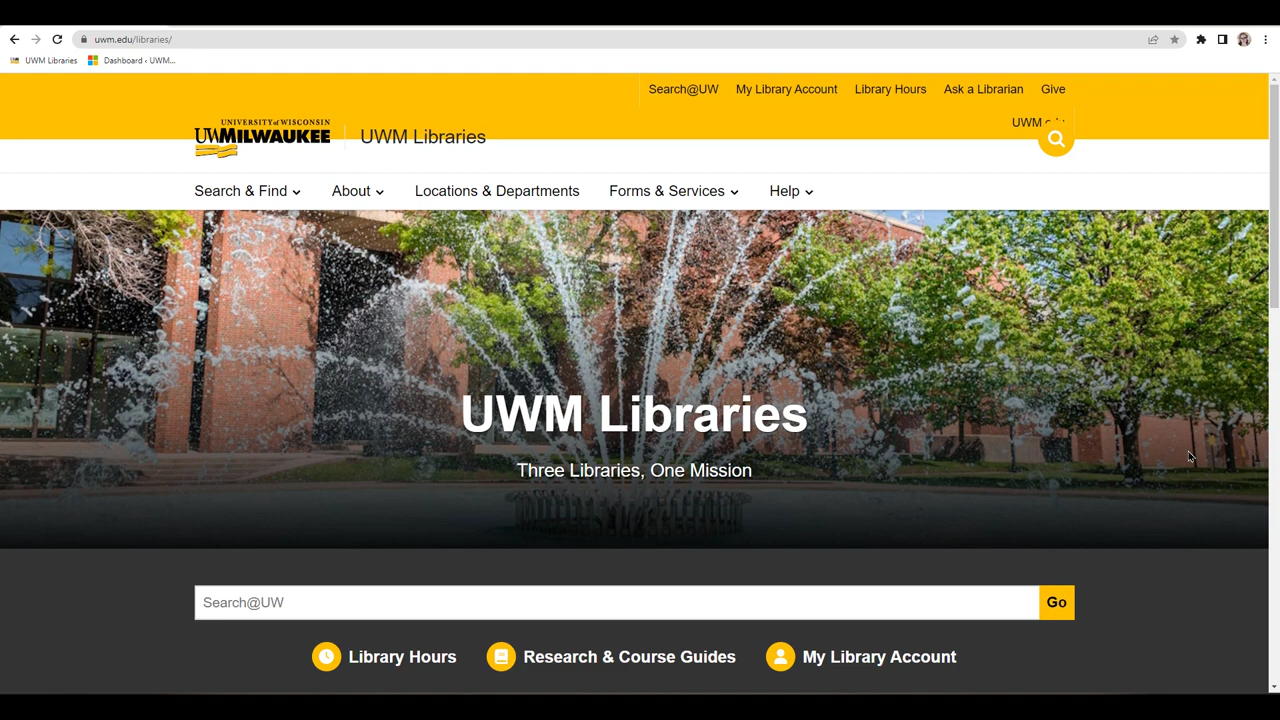 uwm.edu/libraries/
UWM Libraries
Dashboard ‹ UWM...
Search@UW
My Library Account
Library Hours
Ask a Librarian
Give
UWM
UNIVERSITY of WISCONSIN
UWMILWAUKEE
UWM Libraries
Search & Find
About
Locations & Departments
Forms & Services
Help
UWM Libraries
Three Libraries, One Mission
Search@UW
Go
Library Hours
Research & Course Guides
My Library Account